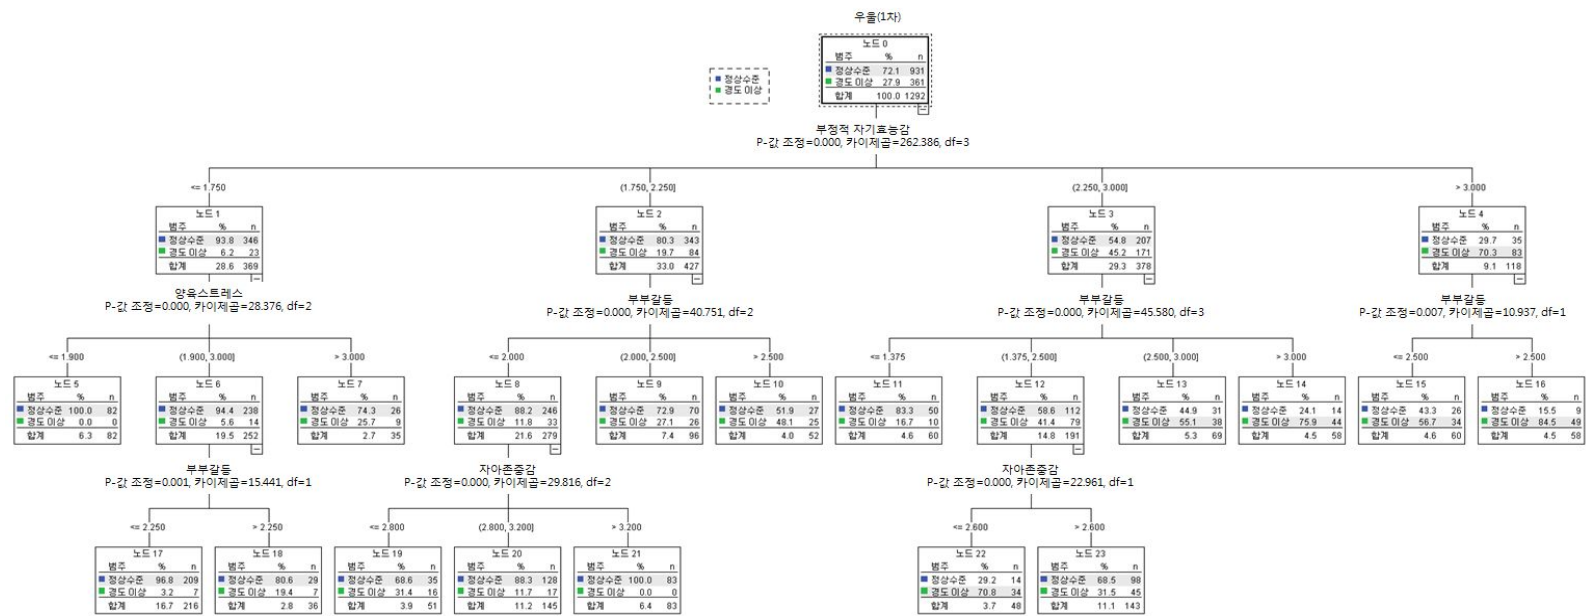 우울(1차)
노드 0
범주 % n
정상수준 72.1 931
경도 이상 27.9 361
합계 100.0 1292
정상수준
경도 이상
부정적 자기효능감
P-값 조정=0.000, 카이제곱=262.386, df=3
<= 1.750
(1.750, 2.250]
(2.250, 3.000]
> 3.000
노드 1
범주 % n
정상수준 93.8 346
경도 이상 6.2 23
합계 28.6 369
노드 2
범주 % n
정상수준 80.3 343
경도 이상 19.7 84
합계 33.0 427
노드 3
범주 % n
정상수준 54.8 207
경도 이상 45.2 171
합계 29.3 378
노드 4
범주 % n
정상수준 29.7 35
경도 이상 70.3 83
합계 9.1 118
양육스트레스
P-값 조정=0.000, 카이제곱=28.376, df=2
부부갈등
P-값 조정=0.000, 카이제곱=40.751, df=2
부부갈등
P-값 조정=0.000, 카이제곱=45.580, df=3
부부갈등
P-값 조정=0.007, 카이제곱=10.937, df=1
<= 1.900
(1.900, 3.000]
> 3.000
<= 2.000
(2.000, 2.500]
> 2.500
<= 1.375
(1.375, 2.500]
(2.500, 3.000]
> 3.000
<= 2.500
> 2.500
노드 5
범주 % n
정상수준 100.0 82
경도 이상 0.0 0
합계 6.3 82
노드 6
범주 % n
정상수준 94.4 238
경도 이상 5.6 14
합계 19.5 252
노드 7
범주 % n
정상수준 74.3 26
경도 이상 25.7 9
합계 2.7 35
노드 8
범주 % n
정상수준 88.2 246
경도 이상 11.8 33
합계 21.6 279
노드 9
범주 % n
정상수준 72.9 70
경도 이상 27.1 26
합계 7.4 96
노드 10
범주 % n
정상수준 51.9 27
경도 이상 48.1 25
합계 4.0 52
노드 11
범주 % n
정상수준 83.3 50
경도 이상 16.7 10
합계 4.6 60
노드 12
범주 % n
정상수준 58.6 112
경도 이상 41.4 79
합계 14.8 191
노드 13
범주 % n
정상수준 44.9 31
경도 이상 55.1 38
합계 5.3 69
노드 14
범주 % n
정상수준 24.1 14
경도 이상 75.9 44
합계 4.5 58
노드 15
범주 % n
정상수준 43.3 26
경도 이상 56.7 34
합계 4.6 60
노드 16
범주 % n
정상수준 15.5 9
경도 이상 84.5 49
합계 4.5 58
부부갈등
P-값 조정=0.001, 카이제곱=15.441, df=1
자아존중감
P-값 조정=0.000, 카이제곱=29.816, df=2
자아존중감
P-값 조정=0.000, 카이제곱=22.961, df=1
<= 2.250
> 2.250
<= 2.800
(2.800, 3.200]
> 3.200
<= 2.600
> 2.600
노드 17
범주 % n
정상수준 96.8 209
경도 이상 3.2 7
합계 16.7 216
노드 18
범주 % n
정상수준 80.6 29
경도 이상 19.4 7
합계 2.8 36
노드 19
범주 % n
정상수준 68.6 35
경도 이상 31.4 16
합계 3.9 51
노드 20
범주 % n
정상수준 88.3 128
경도 이상 11.7 17
합계 11.2 145
노드 21
범주 % n
정상수준 100.0 83
경도 이상 0.0 0
합계 6.4 83
노드 22
범주 % n
정상수준 29.2 14
경도 이상 70.8 34
합계 3.7 48
노드 23
범주 % n
정상수준 68.5 98
경도 이상 31.5 45
합계 11.1 143